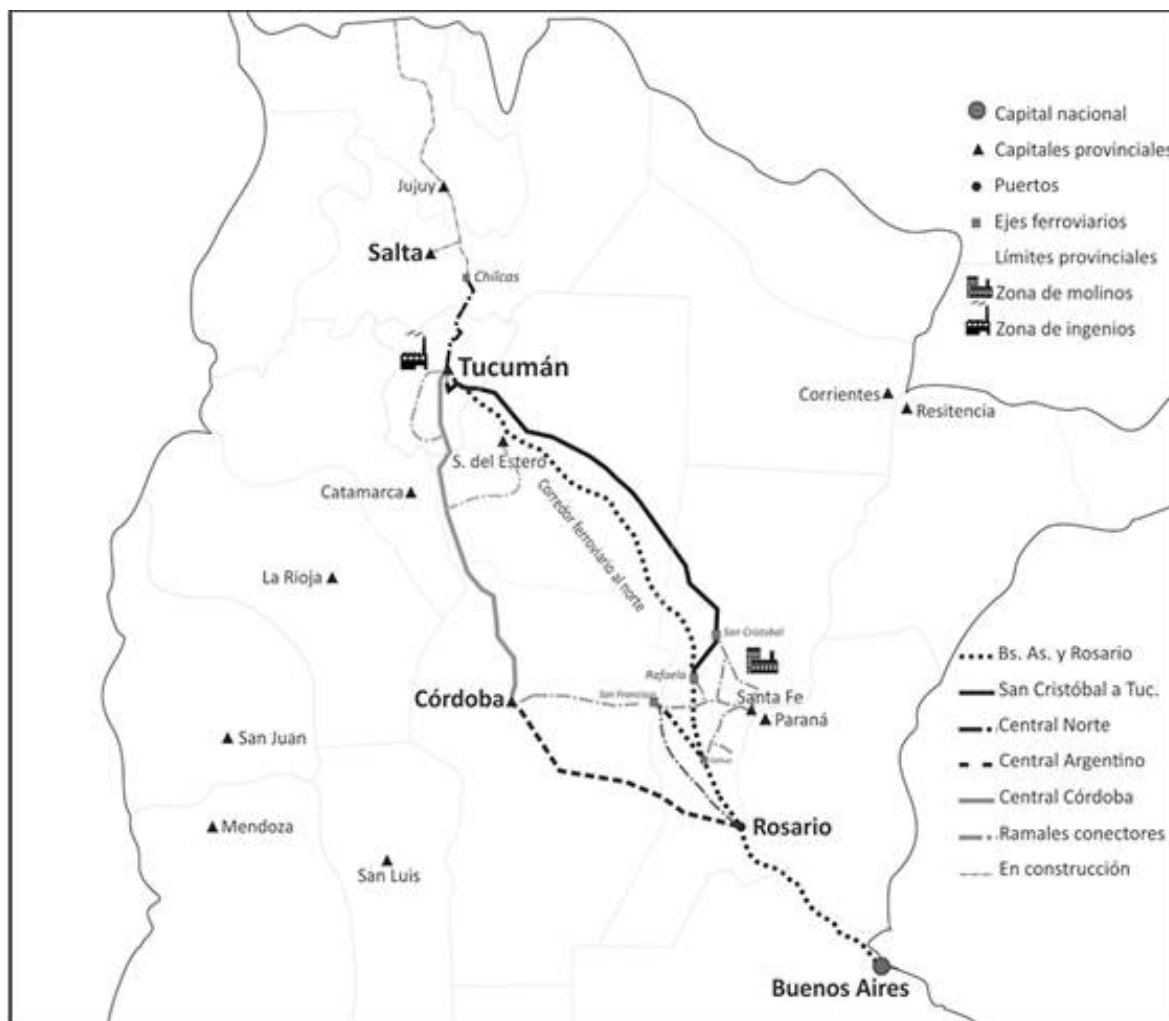 Capital nacional
Capitales provinciales
Puertos
Ejes ferroviarios
Límites provinciales
Zona de molinos
Zona de ingenios
Jujuy
Salta
Chilcas
Tucumán
Corrientes
Resitencia
S. del Estero
Catamarca
Corredor ferroviario al norte
La Rioja
San Cristóbal
Rafaela
Santa Fe
Córdoba
San Francisco
Paraná
San Juan
Mendoza
Rosario
San Luis
Buenos Aires
Bs. As. y Rosario
San Cristóbal a Tuc.
Central Norte
Central Argentino
Central Córdoba
Ramales conectores
En construcción